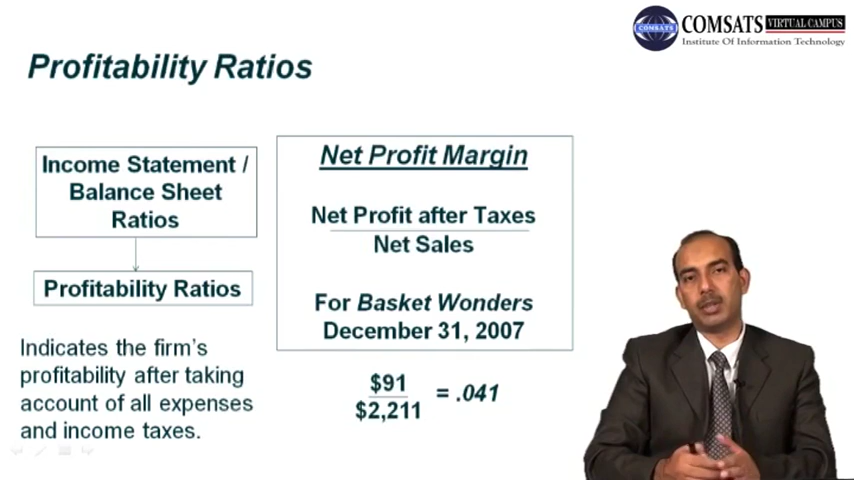 COMSATS VIRTUAL CAMPUS
COMSATS
Institute Of Information Technology
Profitability Ratios
Income Statement /
Balance Sheet
Ratios
Profitability Ratios
Indicates the firm's
profitability after taking
account of all expenses
and income taxes.
Net Profit Margin
Net Profit after Taxes
Net Sales
For Basket Wonders
December 31, 2007
$91
$2,211
= .041